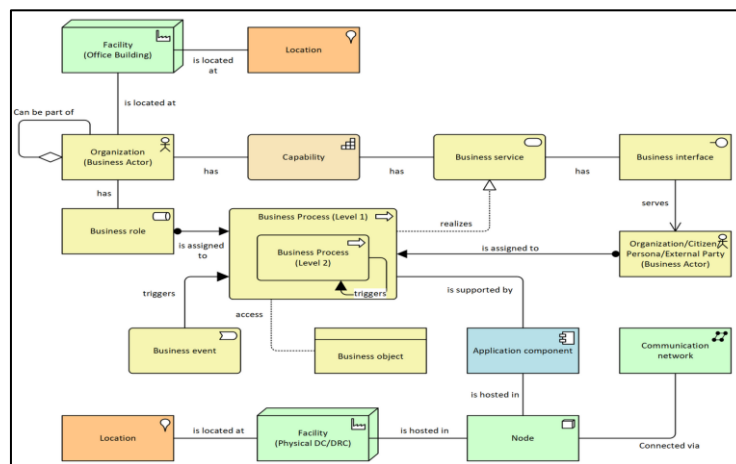 Facility
(Office Building)
is located
at
Location
is located at
Can be part of
Organization
(Business Actor)
has
Capability
has
Business service
has
Business interface
has
realizes
serves
Business role
is assigned
to
Business Process (Level 1)
Business Process
(Level 2)
triggers
is assigned to
Organization/Citizen/
Persona/External Party
(Business Actor)
triggers
access
is supported by
Business event
Business object
Application component
Communication
network
is hosted in
Location
is located at
Facility
(Physical DC/DRC)
is hosted in
Node
Connected via